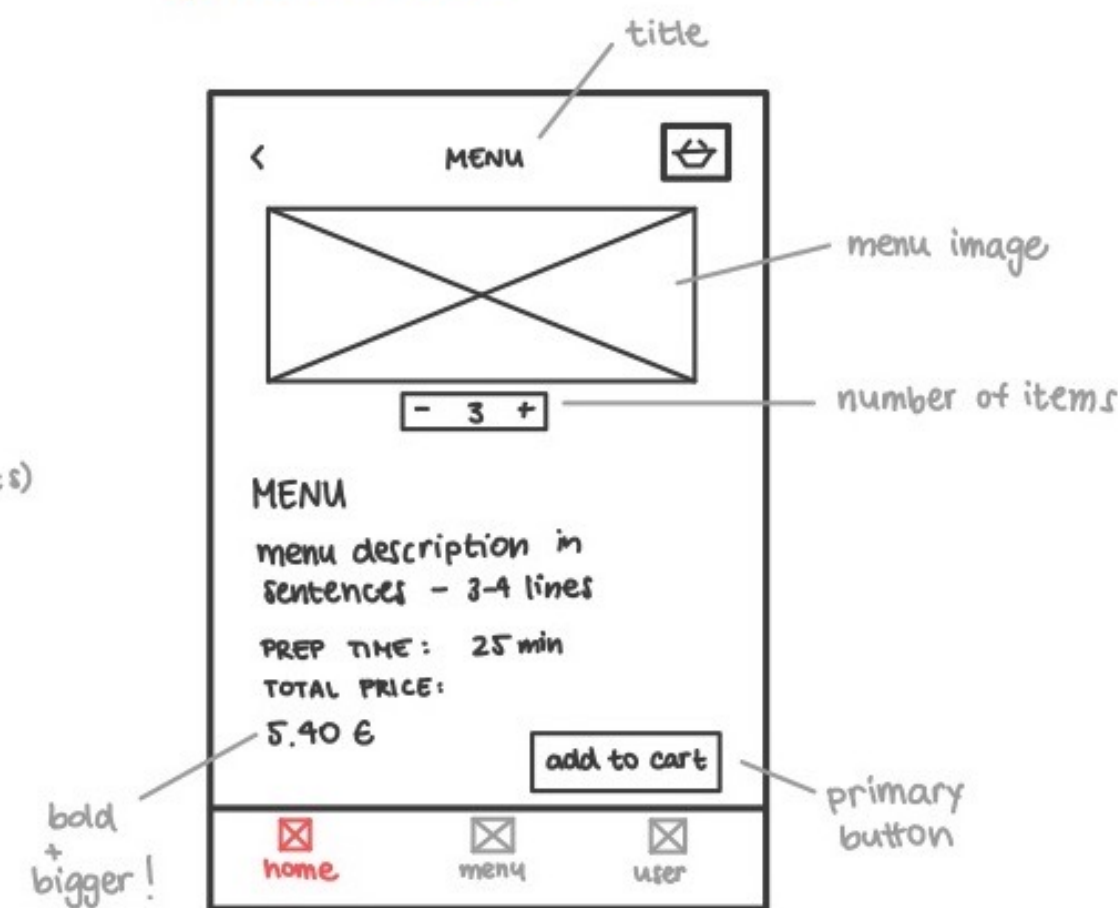 title
< MENU
menu image
- 3 +
number of items
MENU
menu description in
sentences - 3-4 lines
PREP TIME: 25 min
TOTAL PRICE:
5.40 €
add to cart
bold
+
bigger!
primary
button
home menu user